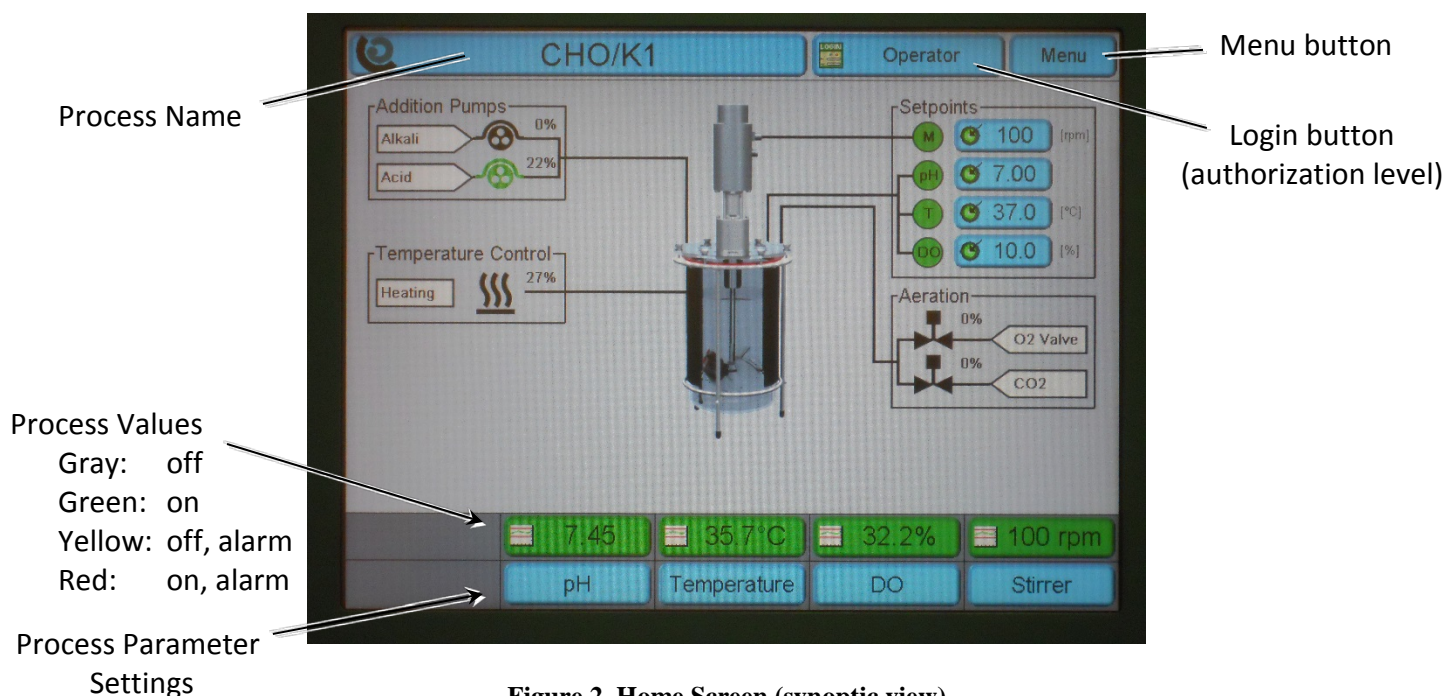 CHO/K1
Operator
Menu
LOGIN
Menu button
Process Name
Login button
(authorization level)
Addition Pumps
Alkali
0%
Acid
22%
Setpoints
M
100
[rpm]
pH
7.00
T
37.0
[°C]
DO
10.0
[%]
Temperature Control
Heating
27%
Aeration
0%
O2 Valve
0%
CO2
Process Values
Gray: off
Green: on
Yellow: off, alarm
Red: on, alarm
7.45
35.7°C
32.2%
100 rpm
pH
Temperature
DO
Stirrer
Process Parameter
Settings
Figure 2. Home Screen (synoptic view)